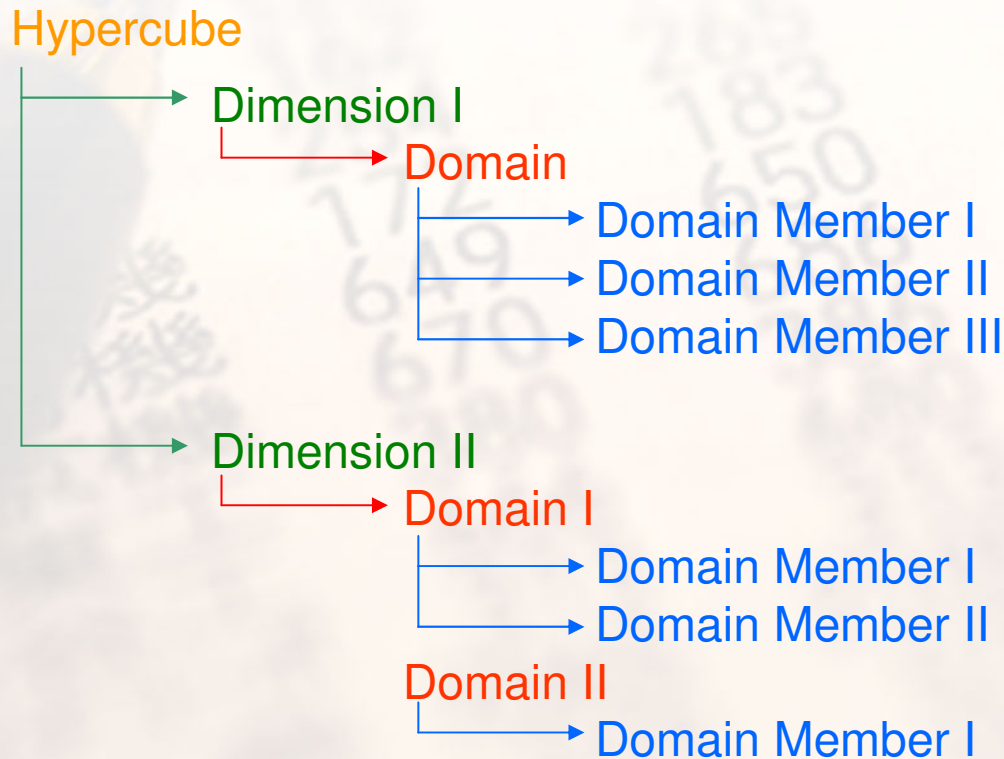 Hypercube
Dimension I
Domain
Domain Member I
Domain Member II
Domain Member III
Dimension II
Domain I
Domain Member I
Domain Member II
Domain II
Domain Member I